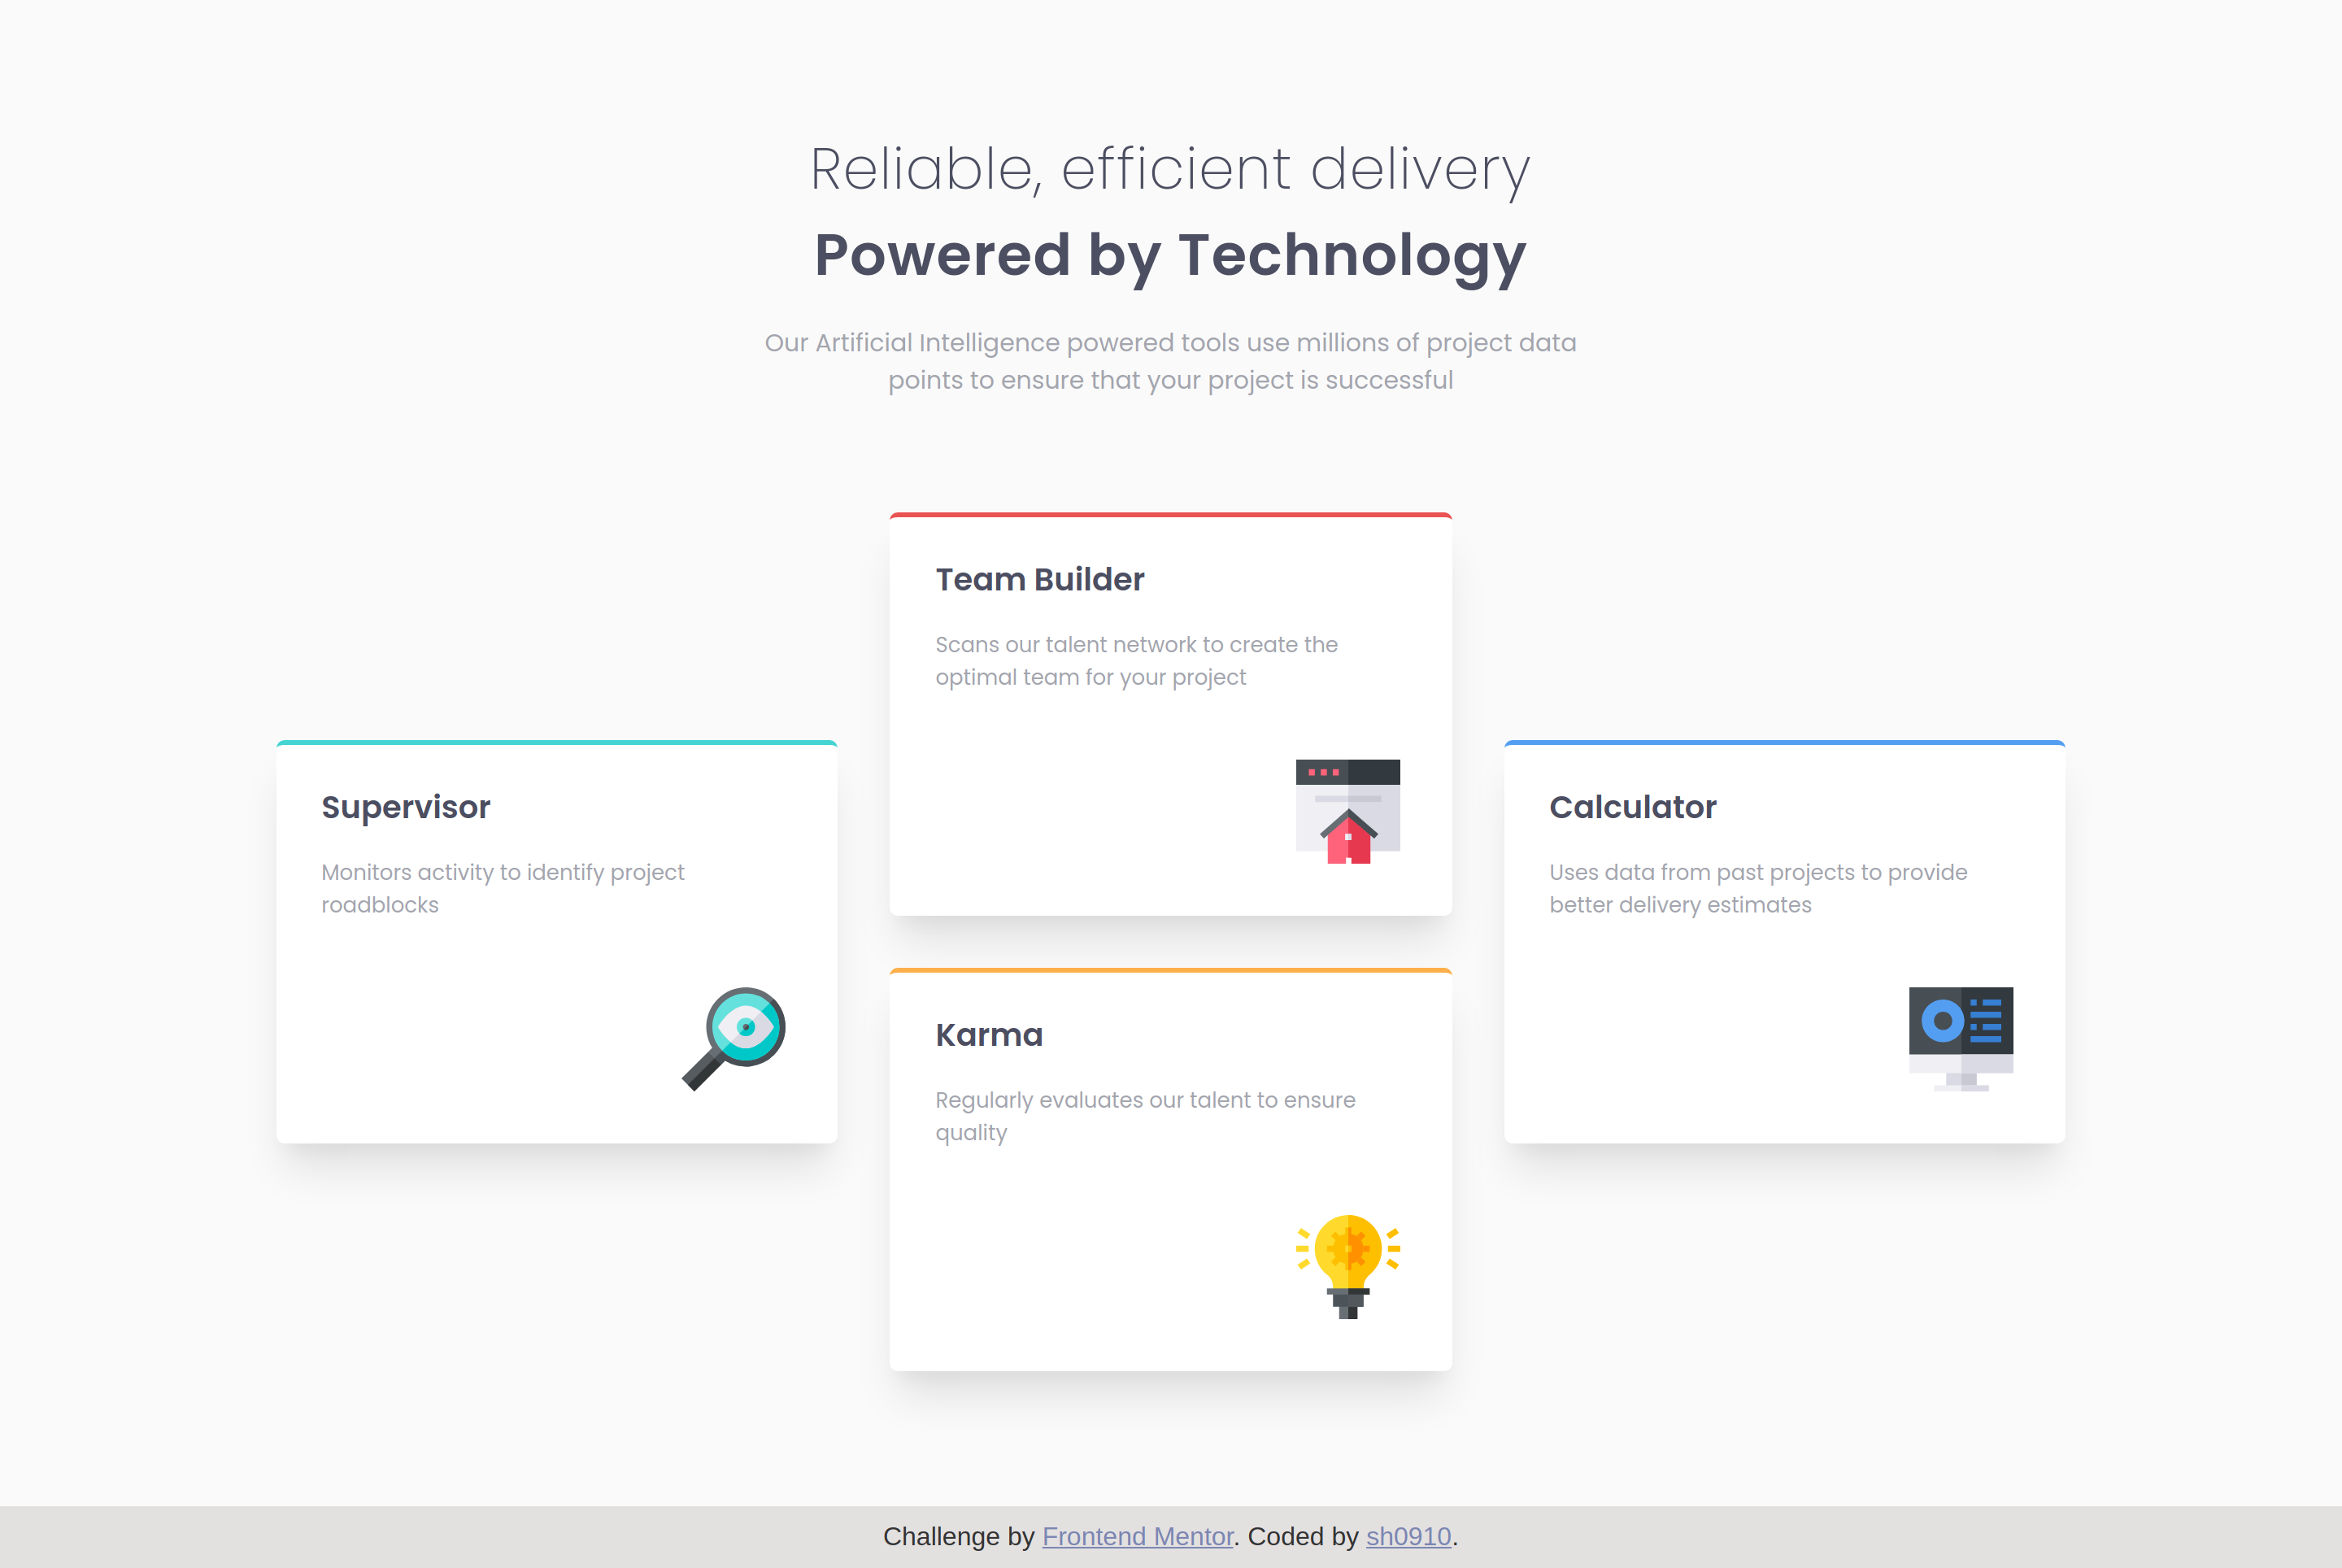 Reliable, efficient delivery
Powered by Technology
Our Artificial Intelligence powered tools use millions of project data
points to ensure that your project is successful
Supervisor
Monitors activity to identify project
roadblocks
Team Builder
Scans our talent network to create the
optimal team for your project
Karma
Regularly evaluates our talent to ensure
quality
Calculator
Uses data from past projects to provide
better delivery estimates
Challenge by Frontend Mentor. Coded by sh0910.